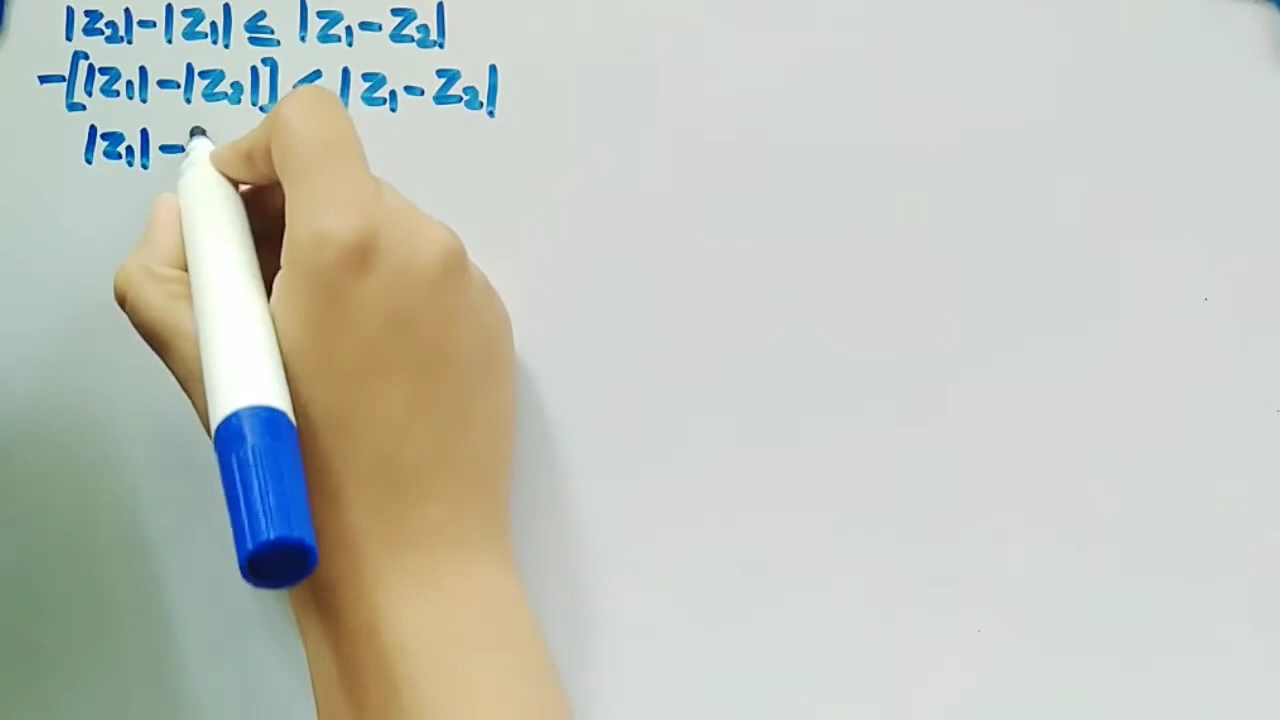 |z₂|-|z₁| ≤ |z₁-z₂|
-[|z₁|-|z₂|] ≤ |z₁-z₂|
|z₁|-